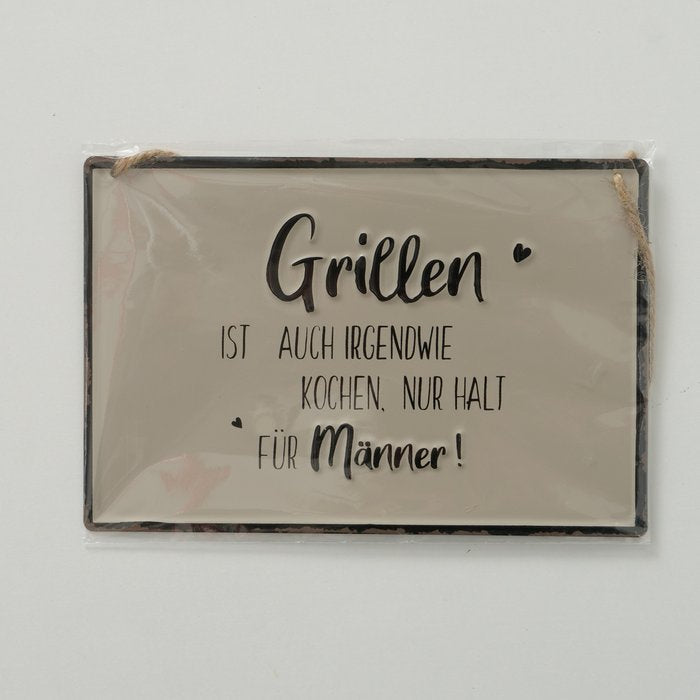 Grillen
IST AUCH IRGENDWIE
KOCHEN, NUR HALT
FÜR Männer!